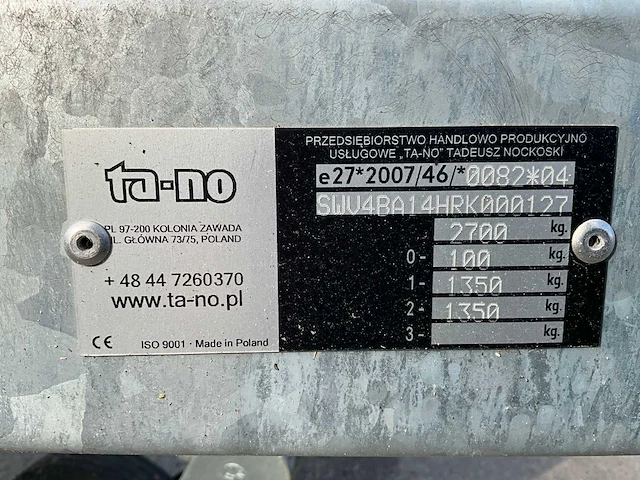 ta-no
PL 97-200 KOLONIA ZAWADA
L. GŁÓWNA 73/75, POLAND
+ 48 44 7260370
www.ta-no.pl
CE ISO 9001 · Made in Poland
PRZEDSIĘBIORSTWO HANDLOWO PRODUKCYJNO
USŁUGOWE „TA-NO" TADEUSZ NOCKOSKI
e27*2007/46/*0082*04
SWV4BA14HRK000127
2700 kg.
0- 100 kg.
1- 1350 kg.
2- 1350 kg.
3- kg.